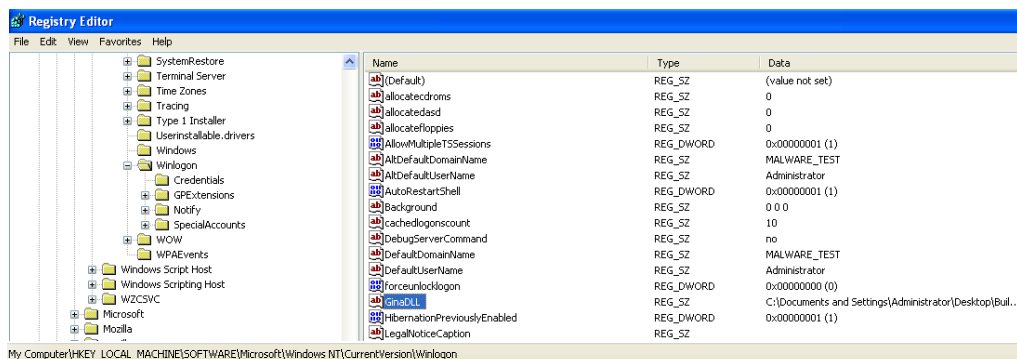 Registry Editor
File Edit View Favorites Help
SystemRestore
Terminal Server
Time Zones
Tracing
Type 1 Installer
Userinstallable.drivers
Windows
Winlogon
Credentials
GPExtensions
Notify
SpecialAccounts
WOW
WPAEvents
Windows Script Host
Windows Scripting Host
WZCSVC
Microsoft
Mozilla
Name Type Data
(Default) REG_SZ (value not set)
allocatecdroms REG_SZ 0
allocatedasd REG_SZ 0
allocatefloppies REG_SZ 0
AllowMultipleTSSessions REG_DWORD 0x00000001 (1)
AltDefaultDomainName REG_SZ MALWARE_TEST
AltDefaultUserName REG_SZ Administrator
AutoRestartShell REG_DWORD 0x00000001 (1)
Background REG_SZ 0 0 0
cachedlogonscount REG_SZ 10
DebugServerCommand REG_SZ no
DefaultDomainName REG_SZ MALWARE_TEST
DefaultUserName REG_SZ Administrator
forceunlocklogon REG_DWORD 0x00000000 (0)
GinaDLL REG_SZ C:\Documents and Settings\Administrator\Desktop\Buil...
HibernationPreviouslyEnabled REG_DWORD 0x00000001 (1)
LegalNoticeCaption REG_SZ
My Computer\HKEY_LOCAL_MACHINE\SOFTWARE\Microsoft\Windows NT\CurrentVersion\Winlogon